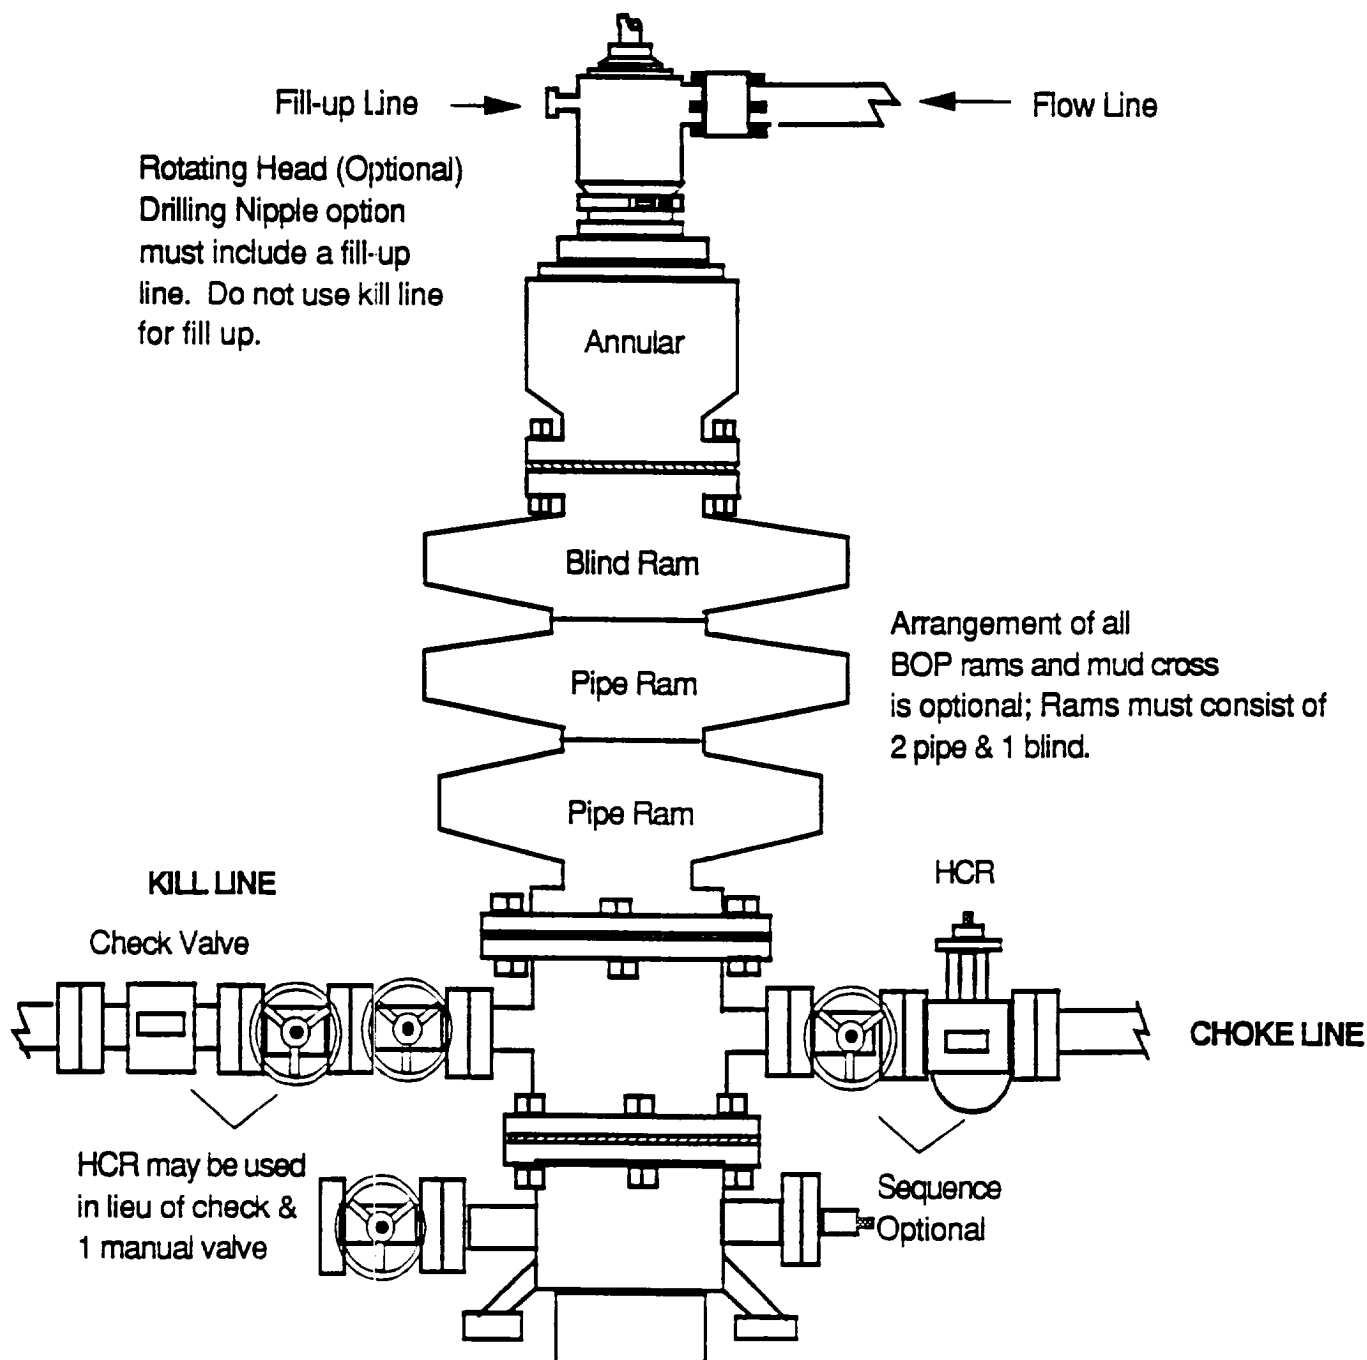 Fill-up Line
Flow Line
Rotating Head (Optional)
Drilling Nipple option
must include a fill-up
line. Do not use kill line
for fill up.
Annular
Blind Ram
Arrangement of all
BOP rams and mud cross
is optional; Rams must consist of
2 pipe & 1 blind.
Pipe Ram
Pipe Ram
KILL LINE
Check Valve
HCR
CHOKE LINE
HCR may be used
in lieu of check &
1 manual valve
Sequence
Optional